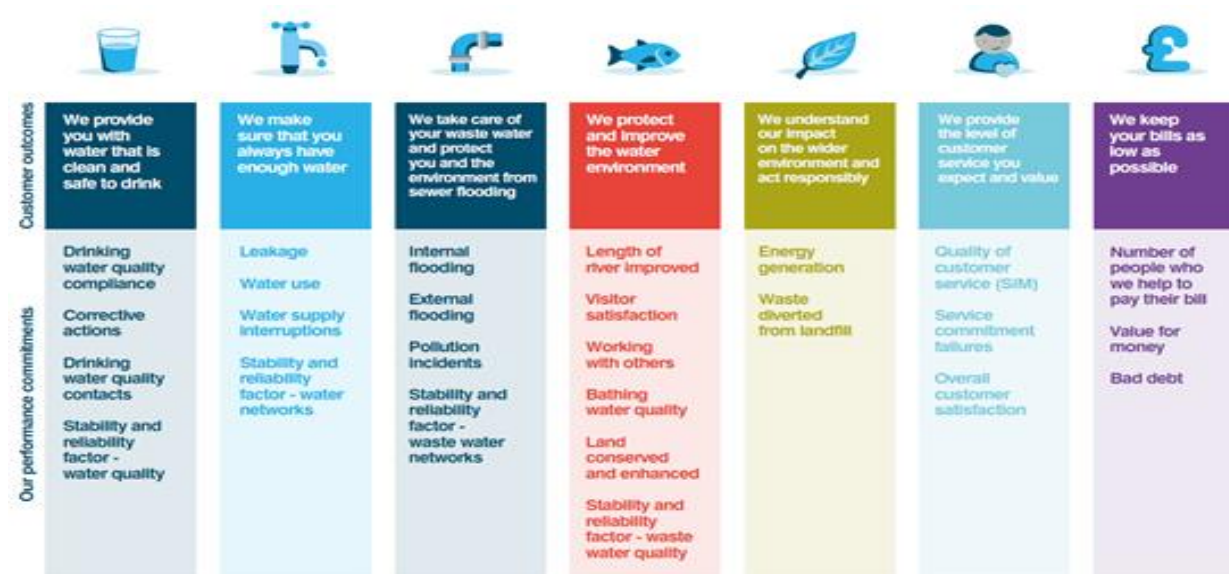 Customer outcomes
We provide
you with
water that is
clean and
safe to drink
We make
sure that you
always have
enough water
We take care of
your waste water
and protect
you and the
environment from
sewer flooding
We protect
and improve
the water
environment
We understand
our impact
on the wider
environment and
act responsibly
We provide
the level of
customer
service you
expect and value
We keep
your bills as
low as
possible
Our performance commitments
Drinking
water quality
compliance
Corrective
actions
Drinking
water quality
contacts
Stability and
reliability
factor -
water quality
Leakage
Water use
Water supply
interruptions
Stability and
reliability
factor - water
networks
Internal
flooding
External
flooding
Pollution
incidents
Stability and
reliability
factor -
waste water
networks
Length of
river improved
Visitor
satisfaction
Working
with others
Bathing
water quality
Land
conserved
and enhanced
Stability and
reliability
factor - waste
water quality
Energy
generation
Waste
diverted
from landfill
Quality of
customer
service (SIM)
Service
commitment
failures
Overall
customer
satisfaction
Number of
people who
we help to
pay their bill
Value for
money
Bad debt
£